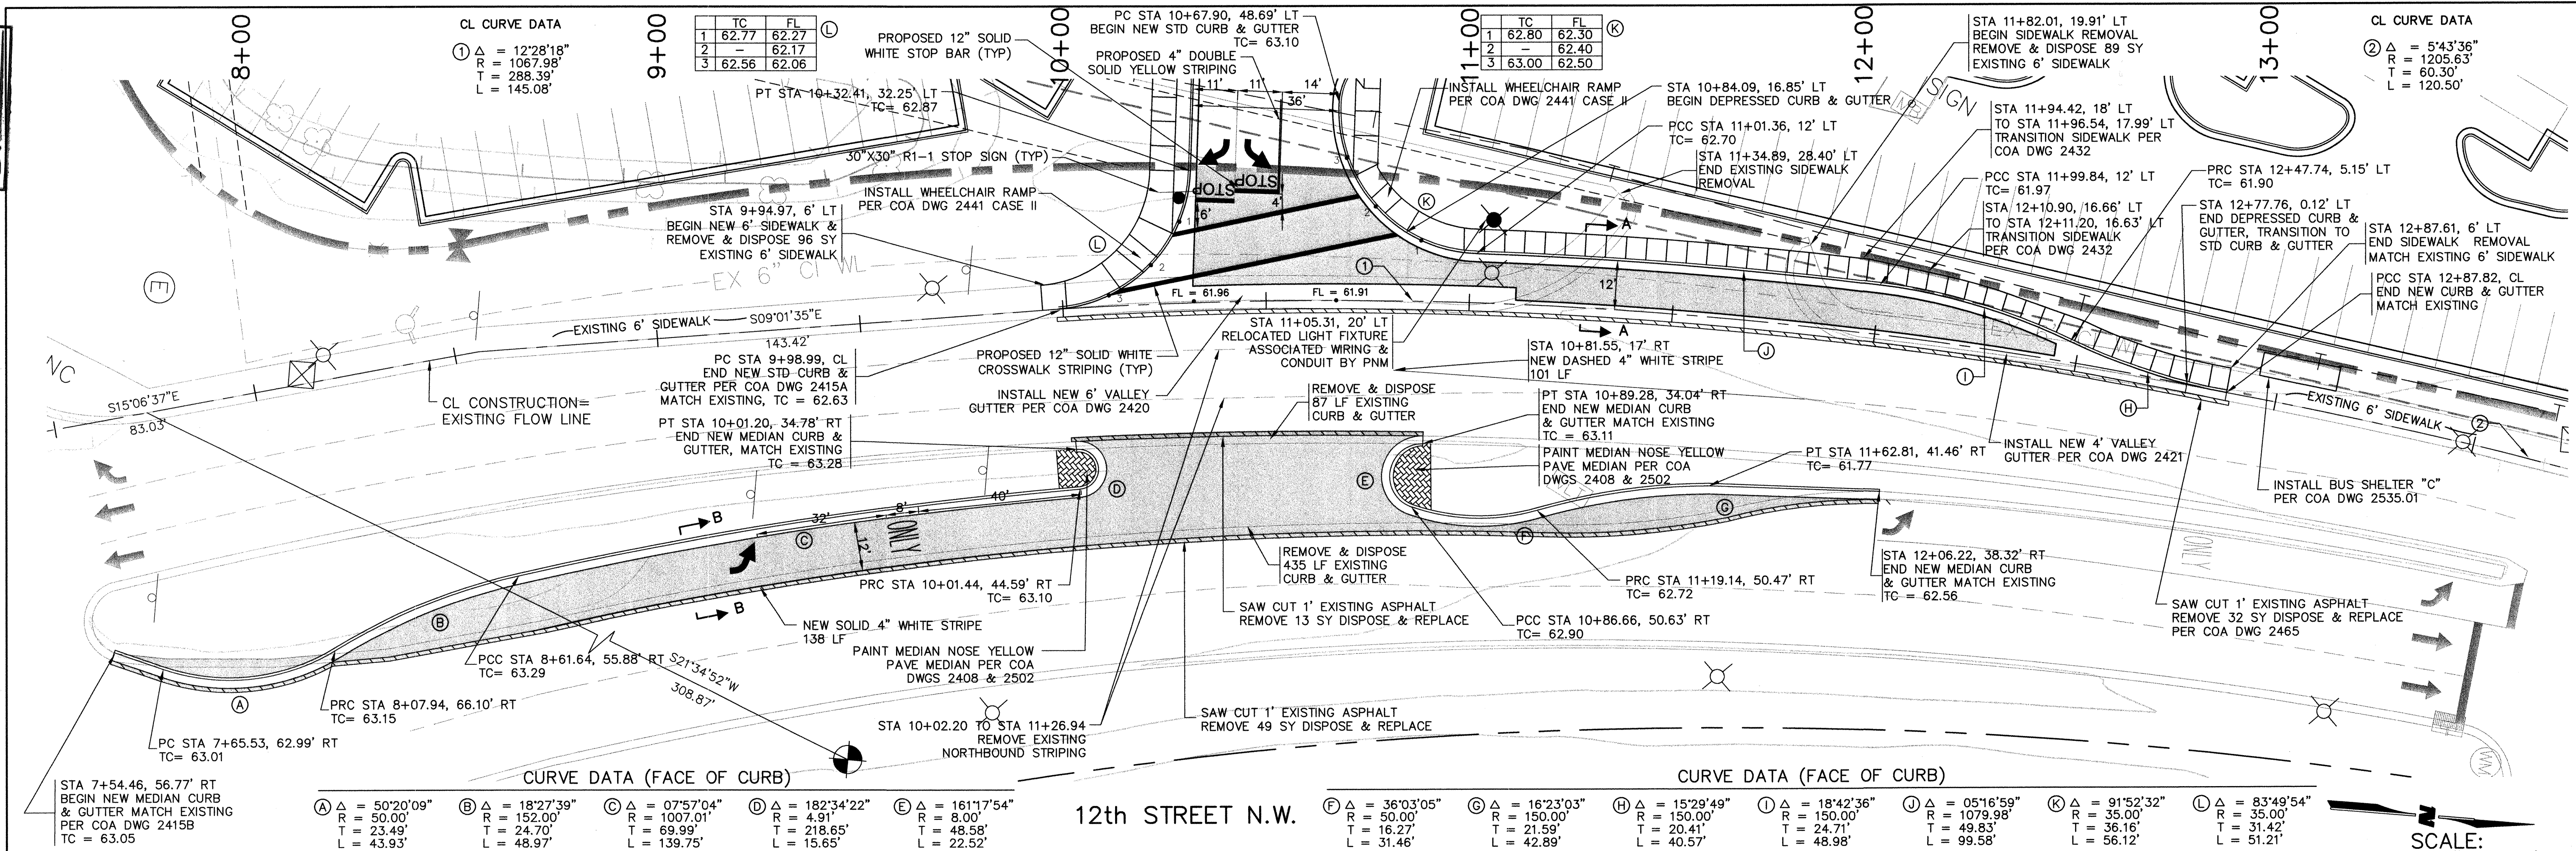 CL CURVE DATA
① Δ = 12°28'18"
R = 1067.98'
T = 288.39'
L = 145.08'
8+00
9+00
10+00
11+00
12+00
13+00
TC FL
1 62.77 62.27
2 – 62.17
3 62.56 62.06
Ⓛ
PROPOSED 12" SOLID
WHITE STOP BAR (TYP)
PC STA 10+67.90, 48.69' LT
BEGIN NEW STD CURB & GUTTER
TC= 63.10
PROPOSED 4" DOUBLE
SOLID YELLOW STRIPING
TC FL
1 62.80 62.30
2 – 62.40
3 63.00 62.50
Ⓚ
STA 11+82.01, 19.91' LT
BEGIN SIDEWALK REMOVAL
REMOVE & DISPOSE 89 SY
EXISTING 6' SIDEWALK
CL CURVE DATA
② Δ = 5°43'36"
R = 1205.63'
T = 60.30'
L = 120.50'
PT STA 10+32.41, 32.25' LT
TC= 62.87
11' 11' 14'
36'
INSTALL WHEELCHAIR RAMP
PER COA DWG 2441 CASE II
STA 10+84.09, 16.85' LT
BEGIN DEPRESSED CURB & GUTTER
PCC STA 11+01.36, 12' LT
TC= 62.70
STA 11+34.89, 28.40' LT
END EXISTING SIDEWALK
REMOVAL
SIGN
STA 11+94.42, 18' LT
TO STA 11+96.54, 17.99' LT
TRANSITION SIDEWALK PER
COA DWG 2432
PCC STA 11+99.84, 12' LT
TC= 61.97
STA 12+10.90, 16.66' LT
TO STA 12+11.20, 16.63' LT
TRANSITION SIDEWALK
PER COA DWG 2432
PRC STA 12+47.74, 5.15' LT
TC= 61.90
STA 12+77.76, 0.12' LT
END DEPRESSED CURB &
GUTTER, TRANSITION TO
STD CURB & GUTTER
STA 12+87.61, 6' LT
END SIDEWALK REMOVAL
MATCH EXISTING 6' SIDEWALK
PCC STA 12+87.82, CL
END NEW CURB & GUTTER
MATCH EXISTING
30"X30" R1-1 STOP SIGN (TYP)
INSTALL WHEELCHAIR RAMP
PER COA DWG 2441 CASE II
STOP STOP
6' 4'
STA 9+94.97, 6' LT
BEGIN NEW 6' SIDEWALK &
REMOVE & DISPOSE 96 SY
EXISTING 6' SIDEWALK
Ⓛ
Ⓚ
A
A
1
2
3
3
2
1
Ⓔ
EX 6" CI WL
①
12'
FL = 61.96
FL = 61.91
EXISTING 6' SIDEWALK
S09°01'35"E
143.42'
NC
S15°06'37"E
83.03'
CL CONSTRUCTION=
EXISTING FLOW LINE
PC STA 9+98.99, CL
END NEW STD CURB &
GUTTER PER COA DWG 2415A
MATCH EXISTING, TC = 62.63
PROPOSED 12" SOLID WHITE
CROSSWALK STRIPING (TYP)
INSTALL NEW 6' VALLEY
GUTTER PER COA DWG 2420
STA 11+05.31, 20' LT
RELOCATED LIGHT FIXTURE
ASSOCIATED WIRING &
CONDUIT BY PNM
STA 10+81.55, 17' RT
NEW DASHED 4" WHITE STRIPE
101 LF
Ⓙ
Ⓘ
Ⓗ
EXISTING 6' SIDEWALK
②
INSTALL NEW 4' VALLEY
GUTTER PER COA DWG 2421
INSTALL BUS SHELTER "C"
PER COA DWG 2535.01
PT STA 10+01.20, 34.78' RT
END NEW MEDIAN CURB &
GUTTER, MATCH EXISTING
TC = 63.28
REMOVE & DISPOSE
87 LF EXISTING
CURB & GUTTER
PT STA 10+89.28, 34.04' RT
END NEW MEDIAN CURB
& GUTTER MATCH EXISTING
TC = 63.11
PAINT MEDIAN NOSE YELLOW
PAVE MEDIAN PER COA
DWGS 2408 & 2502
PT STA 11+62.81, 41.46' RT
TC= 61.77
B
B
32' 8' 40'
12'
ONLY
Ⓒ
Ⓓ
Ⓔ
Ⓕ
Ⓖ
ONLY
PRC STA 10+01.44, 44.59' RT
TC= 63.10
REMOVE & DISPOSE
435 LF EXISTING
CURB & GUTTER
SAW CUT 1' EXISTING ASPHALT
REMOVE 13 SY DISPOSE & REPLACE
PRC STA 11+19.14, 50.47' RT
TC= 62.72
PCC STA 10+86.66, 50.63' RT
TC= 62.90
STA 12+06.22, 38.32' RT
END NEW MEDIAN CURB
& GUTTER MATCH EXISTING
TC = 62.56
SAW CUT 1' EXISTING ASPHALT
REMOVE 32 SY DISPOSE & REPLACE
PER COA DWG 2465
Ⓑ
NEW SOLID 4" WHITE STRIPE
138 LF
PAINT MEDIAN NOSE YELLOW
PAVE MEDIAN PER COA
DWGS 2408 & 2502
PCC STA 8+61.64, 55.88' RT
TC= 63.29
S21°34'52"W
308.87'
PRC STA 8+07.94, 66.10' RT
TC= 63.15
Ⓐ
PC STA 7+65.53, 62.99' RT
TC= 63.01
STA 10+02.20 TO STA 11+26.94
REMOVE EXISTING
NORTHBOUND STRIPING
SAW CUT 1' EXISTING ASPHALT
REMOVE 49 SY DISPOSE & REPLACE
STA 7+54.46, 56.77' RT
BEGIN NEW MEDIAN CURB
& GUTTER MATCH EXISTING
PER COA DWG 2415B
TC = 63.05
CURVE DATA (FACE OF CURB)
Ⓐ Δ = 50°20'09"
R = 50.00'
T = 23.49'
L = 43.93'
Ⓑ Δ = 18°27'39"
R = 152.00'
T = 24.70'
L = 48.97'
Ⓒ Δ = 07°57'04"
R = 1007.01'
T = 69.99'
L = 139.75'
Ⓓ Δ = 182°34'22"
R = 4.91'
T = 218.65'
L = 15.65'
Ⓔ Δ = 161°17'54"
R = 8.00'
T = 48.58'
L = 22.52'
12th STREET N.W.
CURVE DATA (FACE OF CURB)
Ⓕ Δ = 36°03'05"
R = 50.00'
T = 16.27'
L = 31.46'
Ⓖ Δ = 16°23'03"
R = 150.00'
T = 21.59'
L = 42.89'
Ⓗ Δ = 15°29'49"
R = 150.00'
T = 20.41'
L = 40.57'
Ⓘ Δ = 18°42'36"
R = 150.00'
T = 24.71'
L = 48.98'
Ⓙ Δ = 05°16'59"
R = 1079.98'
T = 49.83'
L = 99.58'
Ⓚ Δ = 91°52'32"
R = 35.00'
T = 36.16'
L = 56.12'
Ⓛ Δ = 83°49'54"
R = 35.00'
T = 31.42'
L = 51.21'
N
SCALE: